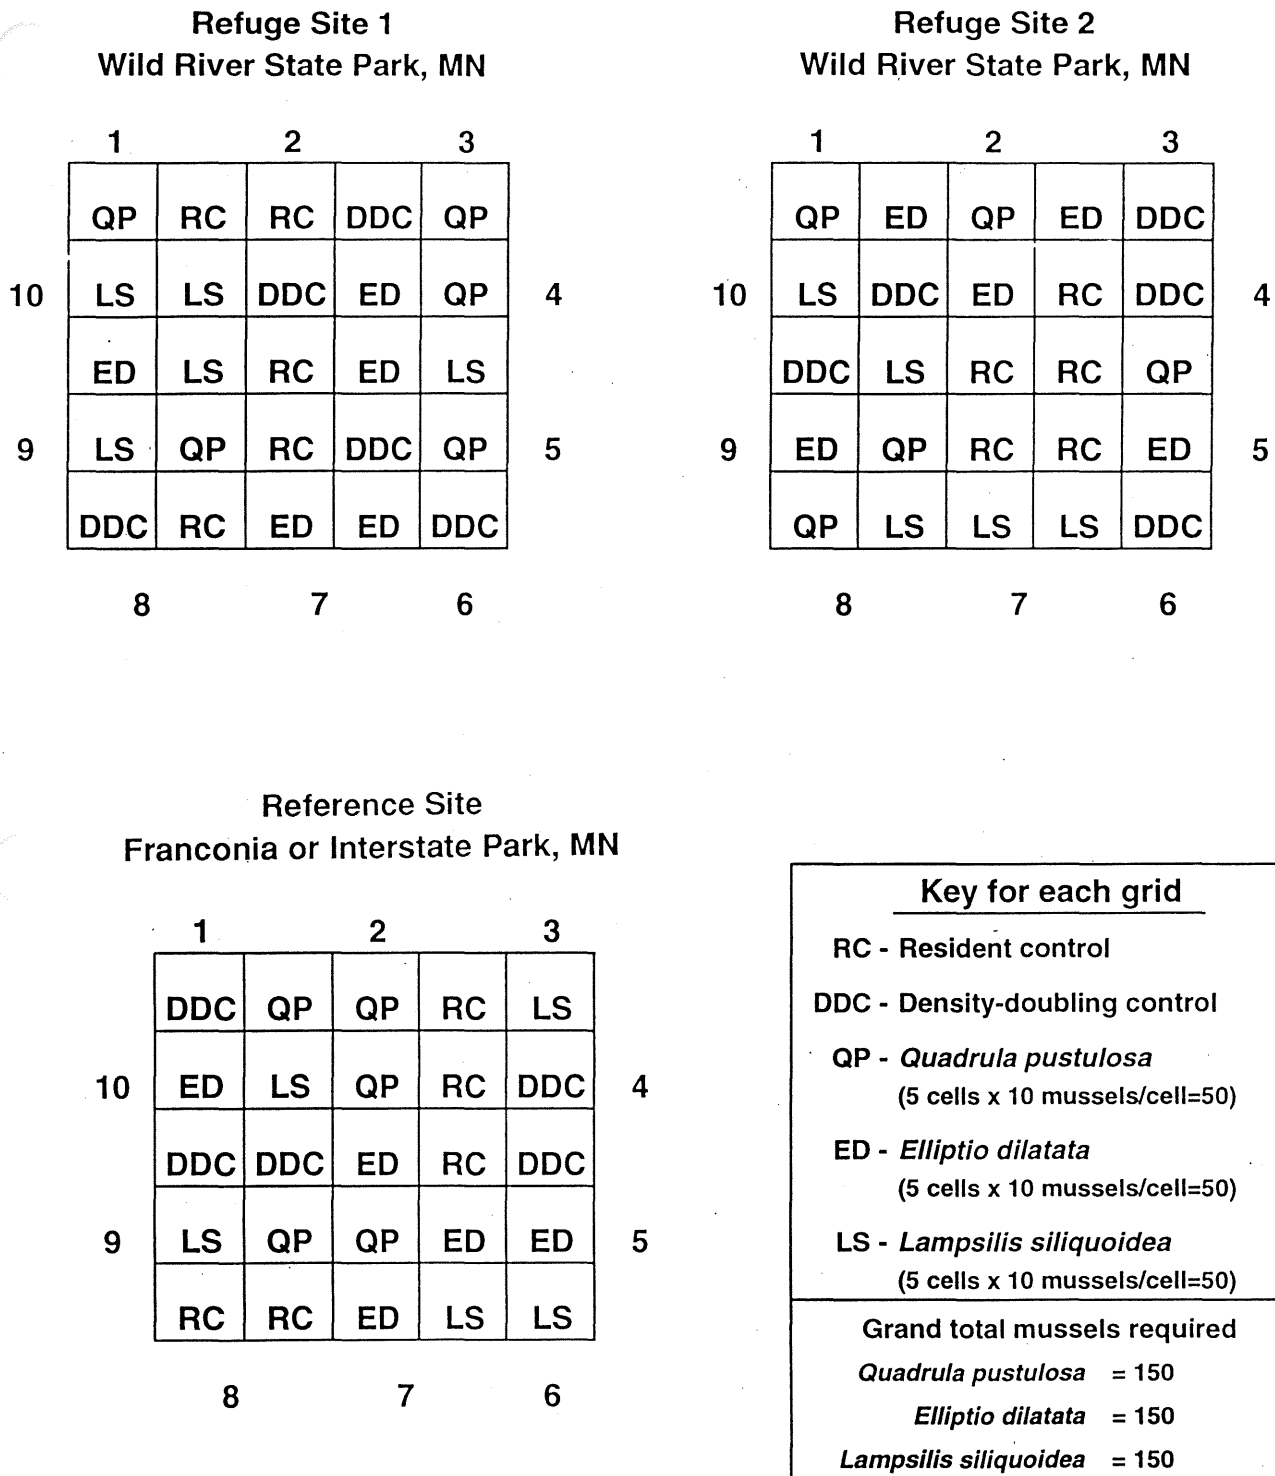 Refuge Site 1
Wild River State Park, MN
1 2 3
QP RC RC DDC QP
10 LS LS DDC ED QP 4
ED LS RC ED LS
9 LS QP RC DDC QP 5
DDC RC ED ED DDC
8 7 6
Refuge Site 2
Wild River State Park, MN
1 2 3
QP ED QP ED DDC
10 LS DDC ED RC DDC 4
DDC LS RC RC QP
9 ED QP RC RC ED 5
QP LS LS LS DDC
8 7 6
Reference Site
Franconia or Interstate Park, MN
1 2 3
DDC QP QP RC LS
10 ED LS QP RC DDC 4
DDC DDC ED RC DDC
9 LS QP QP ED ED 5
RC RC ED LS LS
8 7 6
Key for each grid
RC - Resident control
DDC - Density-doubling control
QP - Quadrula pustulosa
(5 cells x 10 mussels/cell=50)
ED - Elliptio dilatata
(5 cells x 10 mussels/cell=50)
LS - Lampsilis siliquoidea
(5 cells x 10 mussels/cell=50)
Grand total mussels required
Quadrula pustulosa = 150
Elliptio dilatata = 150
Lampsilis siliquoidea = 150